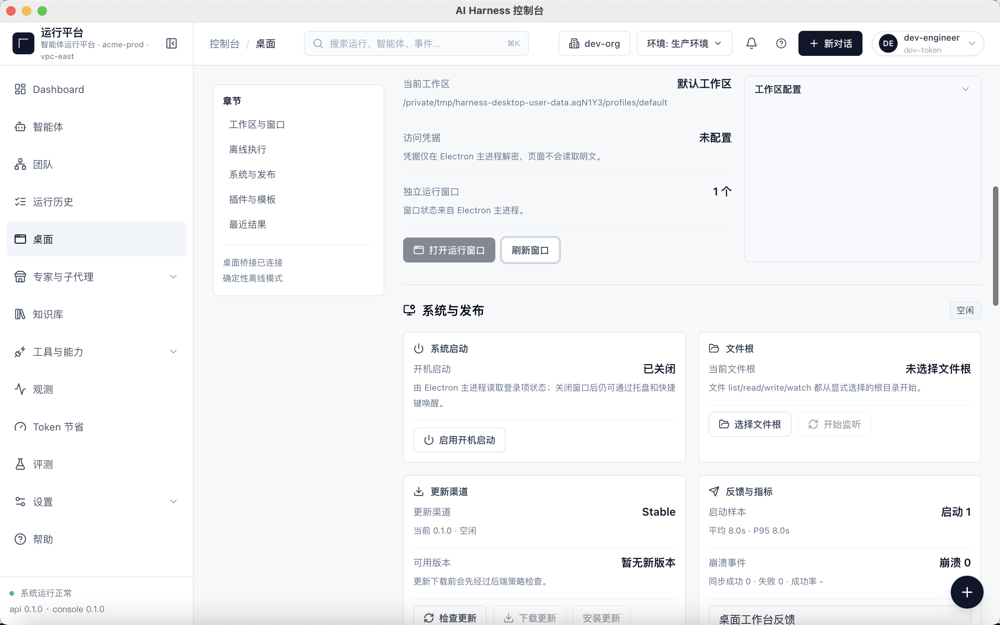 AI Harness 控制台
运行平台
智能体运行平台 · acme-prod ·
vpc-east
控制台 / 桌面
搜索运行、智能体、事件... ⌘K
dev-org
环境: 生产环境
新对话
DE
dev-engineer
dev-token
Dashboard
智能体
团队
运行历史
桌面
专家与子代理
知识库
工具与能力
观测
Token 节省
评测
设置
帮助
系统运行正常
api 0.1.0 · console 0.1.0
章节
工作区与窗口
离线执行
系统与发布
插件与模板
最近结果
桌面桥接已连接
确定性离线模式
当前工作区 默认工作区
/private/tmp/harness-desktop-user-data.aqN1Y3/profiles/default
访问凭据 未配置
凭据仅在 Electron 主进程解密，页面不会读取明文。
独立运行窗口 1 个
窗口状态来自 Electron 主进程。
打开运行窗口 刷新窗口
工作区配置
系统与发布 空闲
系统启动
开机启动 已关闭
由 Electron 主进程读取登录项状态；关闭窗口后仍可通过托盘和快捷
键唤醒。
启用开机启动
文件根
当前文件根 未选择文件根
文件 list/read/write/watch 都从显式选择的根目录开始。
选择文件根 开始监听
更新渠道
更新渠道 Stable
当前 0.1.0 · 空闲
可用版本 暂无新版本
更新下载前会先经过后端策略检查。
检查更新 下载更新 安装更新
反馈与指标
启动样本 启动 1
平均 8.0s · P95 8.0s
崩溃事件 崩溃 0
同步成功 0 · 失败 0 · 成功率 -
桌面工作台反馈